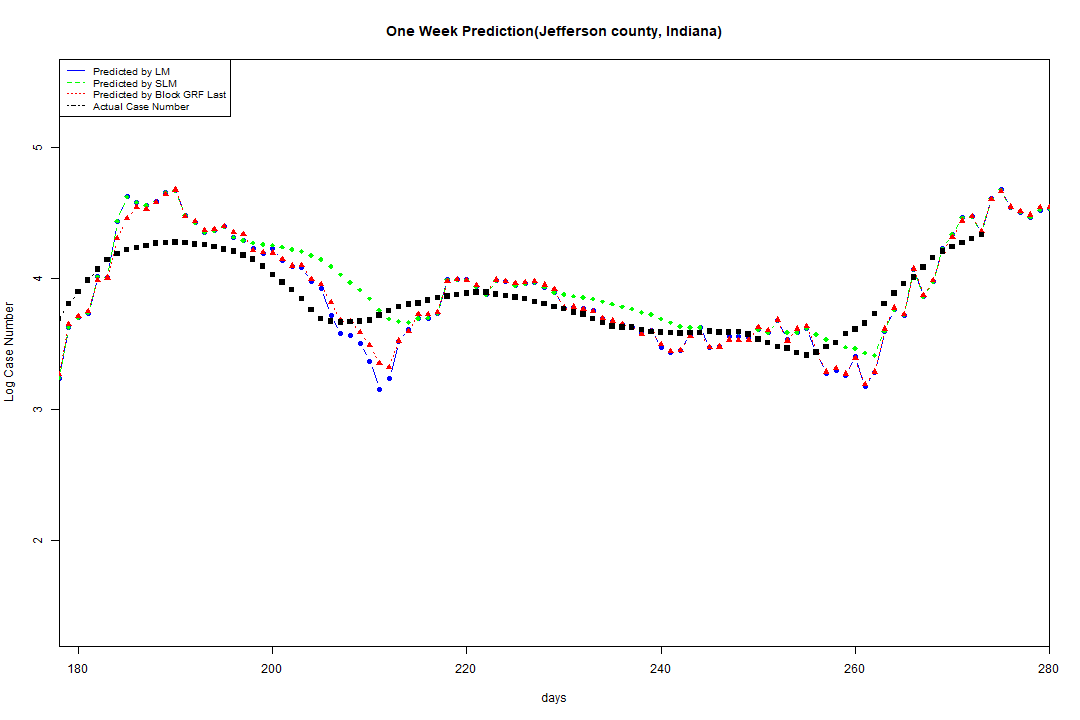 One Week Prediction(Jefferson county, Indiana)
Predicted by LM
Predicted by SLM
Predicted by Block GRF Last
Actual Case Number
5
4
3
2
Log Case Number
180 200 220 240 260 280
days